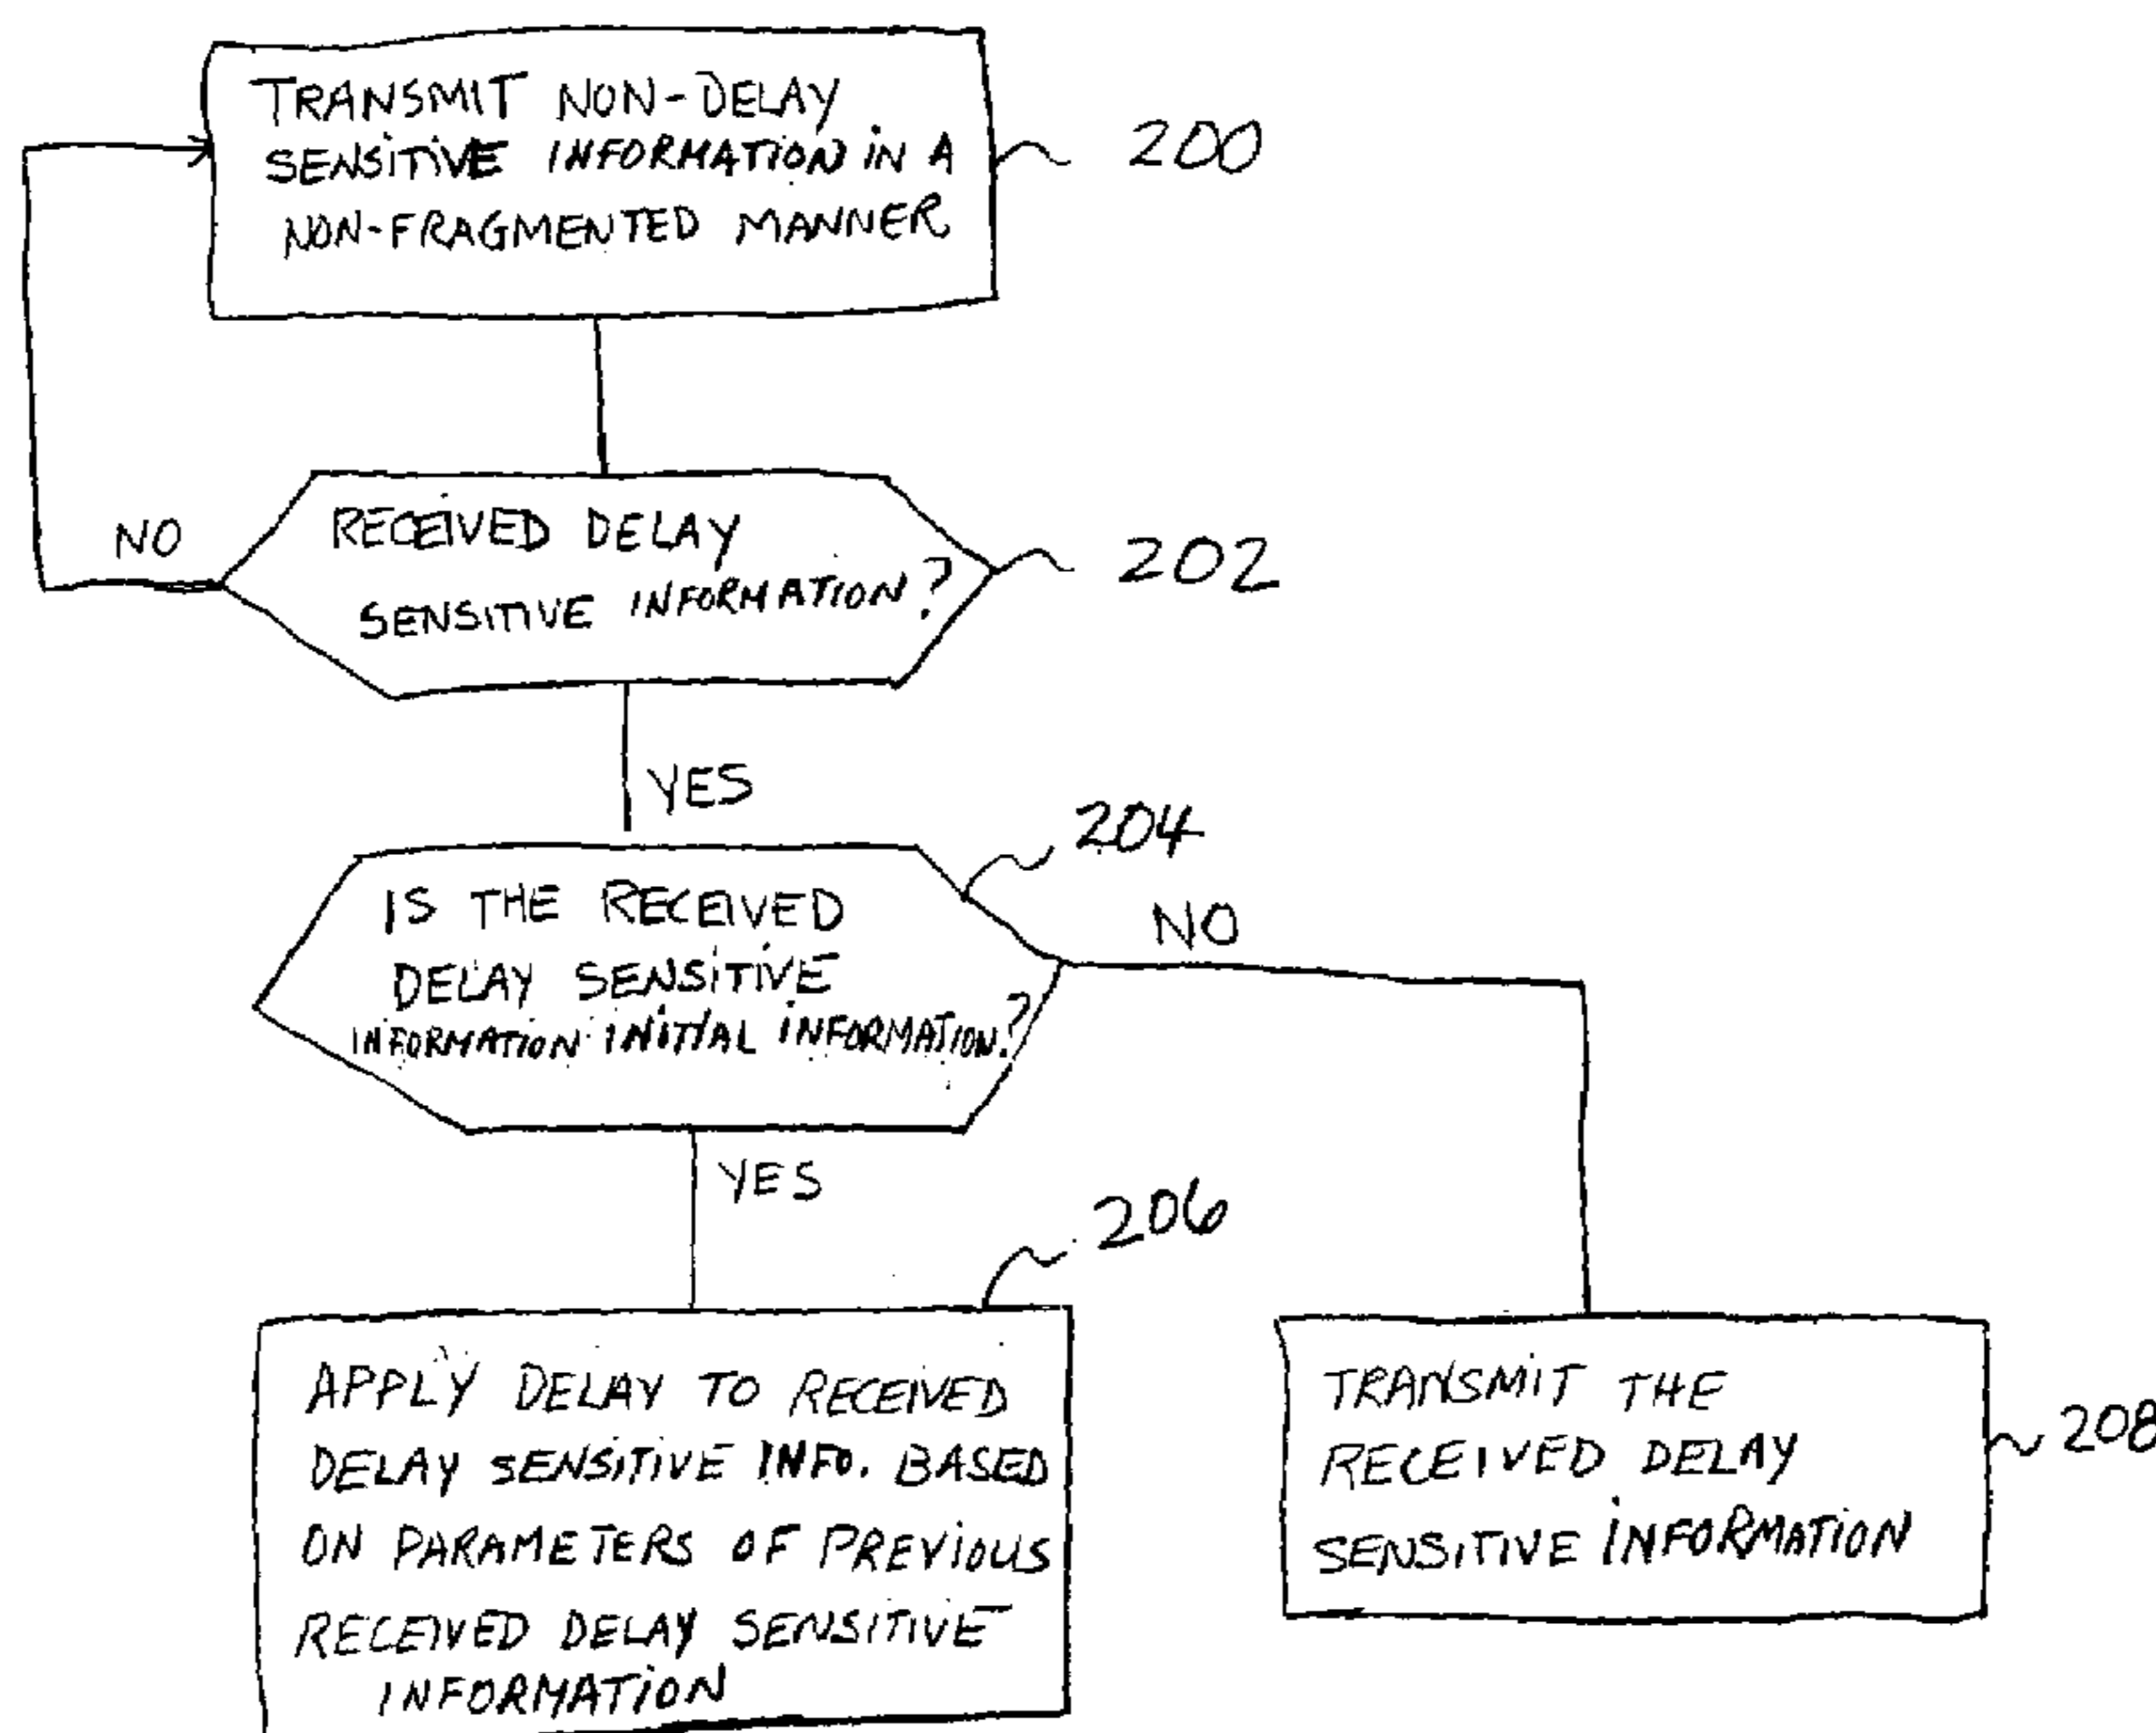 TRANSMIT NON-DELAY
SENSITIVE INFORMATION IN A
NON-FRAGMENTED MANNER
200
RECEIVED DELAY
SENSITIVE INFORMATION?
202
NO
YES
204
IS THE RECEIVED
DELAY SENSITIVE
INFORMATION INITIAL INFORMATION?
NO
YES
206
APPLY DELAY TO RECEIVED
DELAY SENSITIVE INFO. BASED
ON PARAMETERS OF PREVIOUS
RECEIVED DELAY SENSITIVE
INFORMATION
TRANSMIT THE
RECEIVED DELAY
SENSITIVE INFORMATION
208